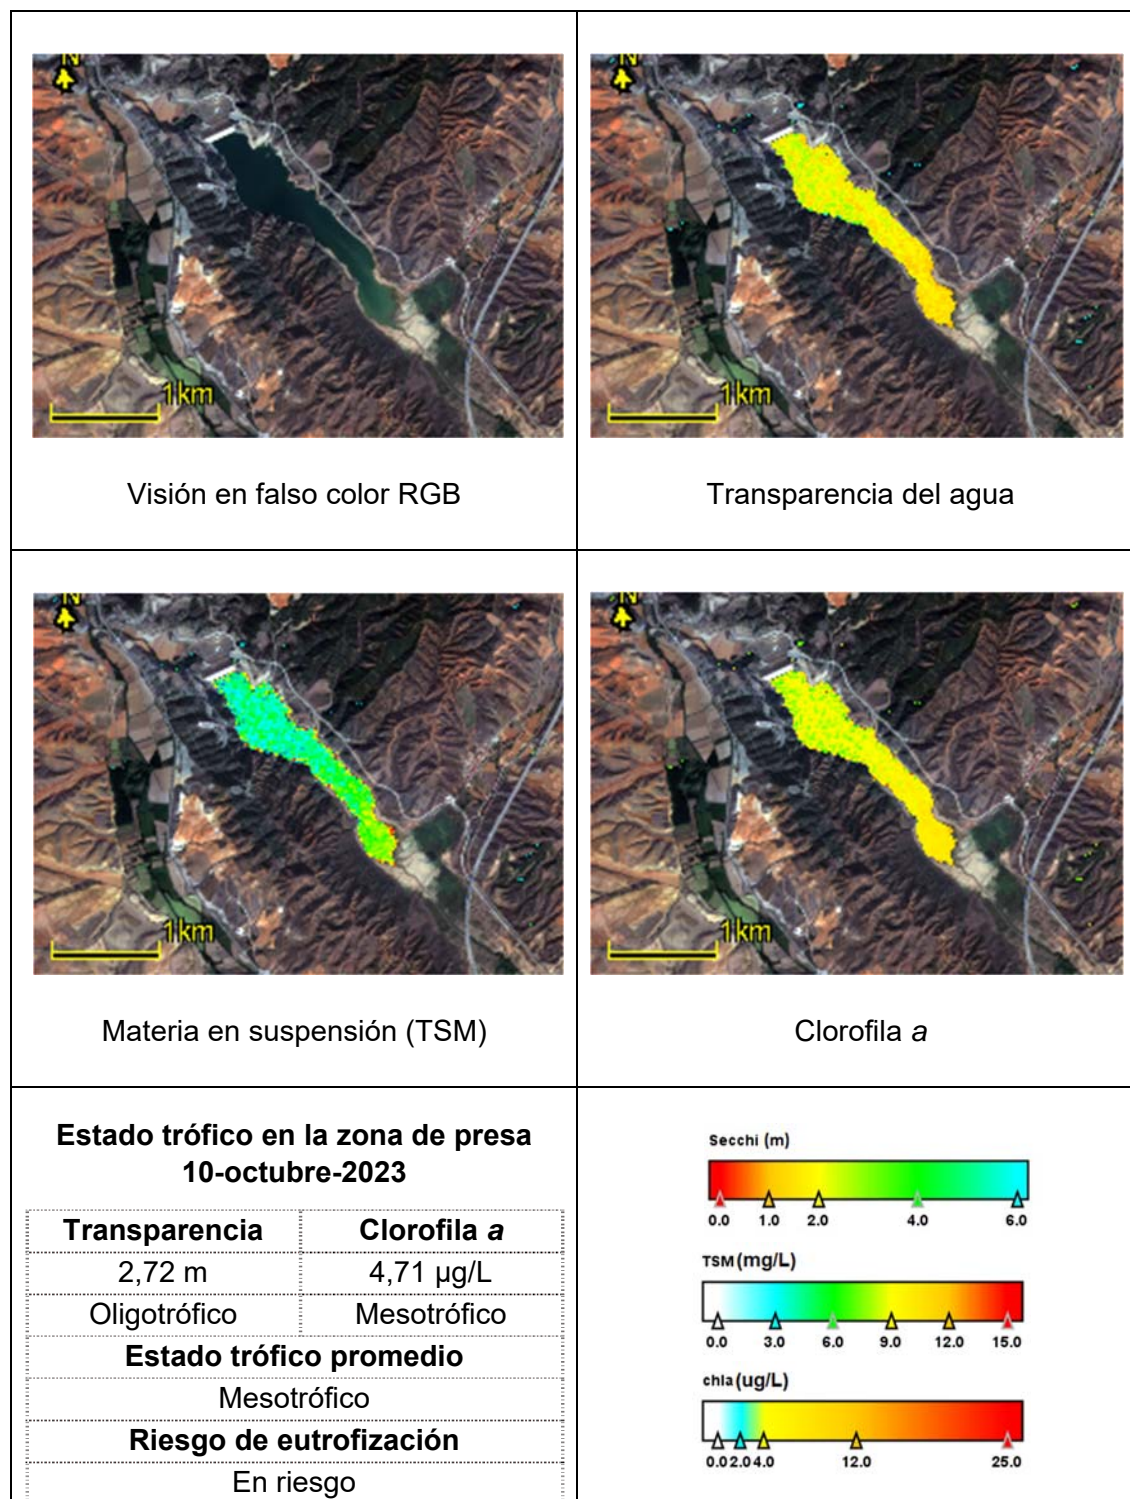 N
1km
Visión en falso color RGB
N
1km
Transparencia del agua
N
1km
Materia en suspensión (TSM)
N
1km
Clorofila a
Estado trófico en la zona de presa
10-octubre-2023
Transparencia Clorofila a
2,72 m 4,71 µg/L
Oligotrófico Mesotrófico
Estado trófico promedio
Mesotrófico
Riesgo de eutrofización
En riesgo
Secchi (m)
0.0 1.0 2.0 4.0 6.0
TSM (mg/L)
0.0 3.0 6.0 9.0 12.0 15.0
chla (ug/L)
0.0 2.0 4.0 12.0 25.0